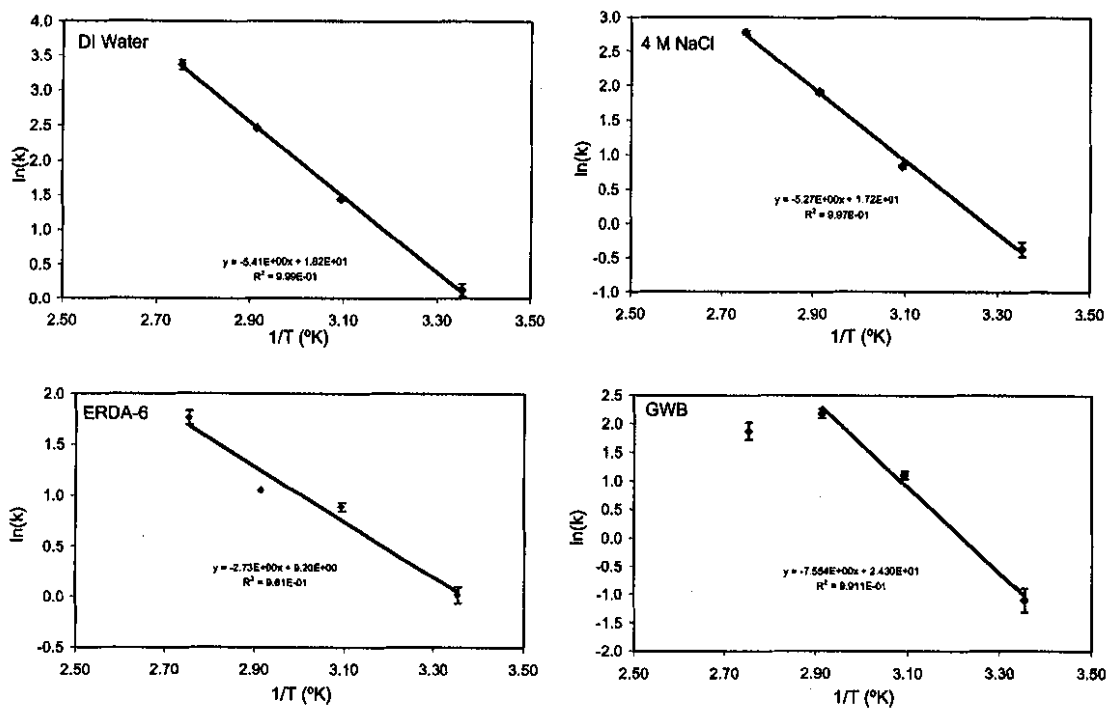 DI Water
4.0
3.5
3.0
2.5
2.0
1.5
1.0
0.5
0.0
ln(k)
y = -5.41E+00x + 1.82E+01
R² = 9.99E-01
2.50 2.70 2.90 3.10 3.30 3.50
1/T (ºK)
4 M NaCl
3.0
2.5
2.0
1.5
1.0
0.5
0.0
-0.5
-1.0
ln(k)
y = -5.27E+00x + 1.72E+01
R² = 9.97E-01
2.50 2.70 2.90 3.10 3.30 3.50
1/T (ºK)
ERDA-6
2.0
1.5
1.0
0.5
0.0
-0.5
ln(k)
y = -2.73E+00x + 9.20E+00
R² = 9.61E-01
2.50 2.70 2.90 3.10 3.30 3.50
1/T (ºK)
GWB
2.5
2.0
1.5
1.0
0.5
0.0
-0.5
-1.0
-1.5
-2.0
ln(k)
y = -7.554E+00x + 2.430E+01
R² = 9.911E-01
2.50 2.70 2.90 3.10 3.30 3.50
1/T (ºK)